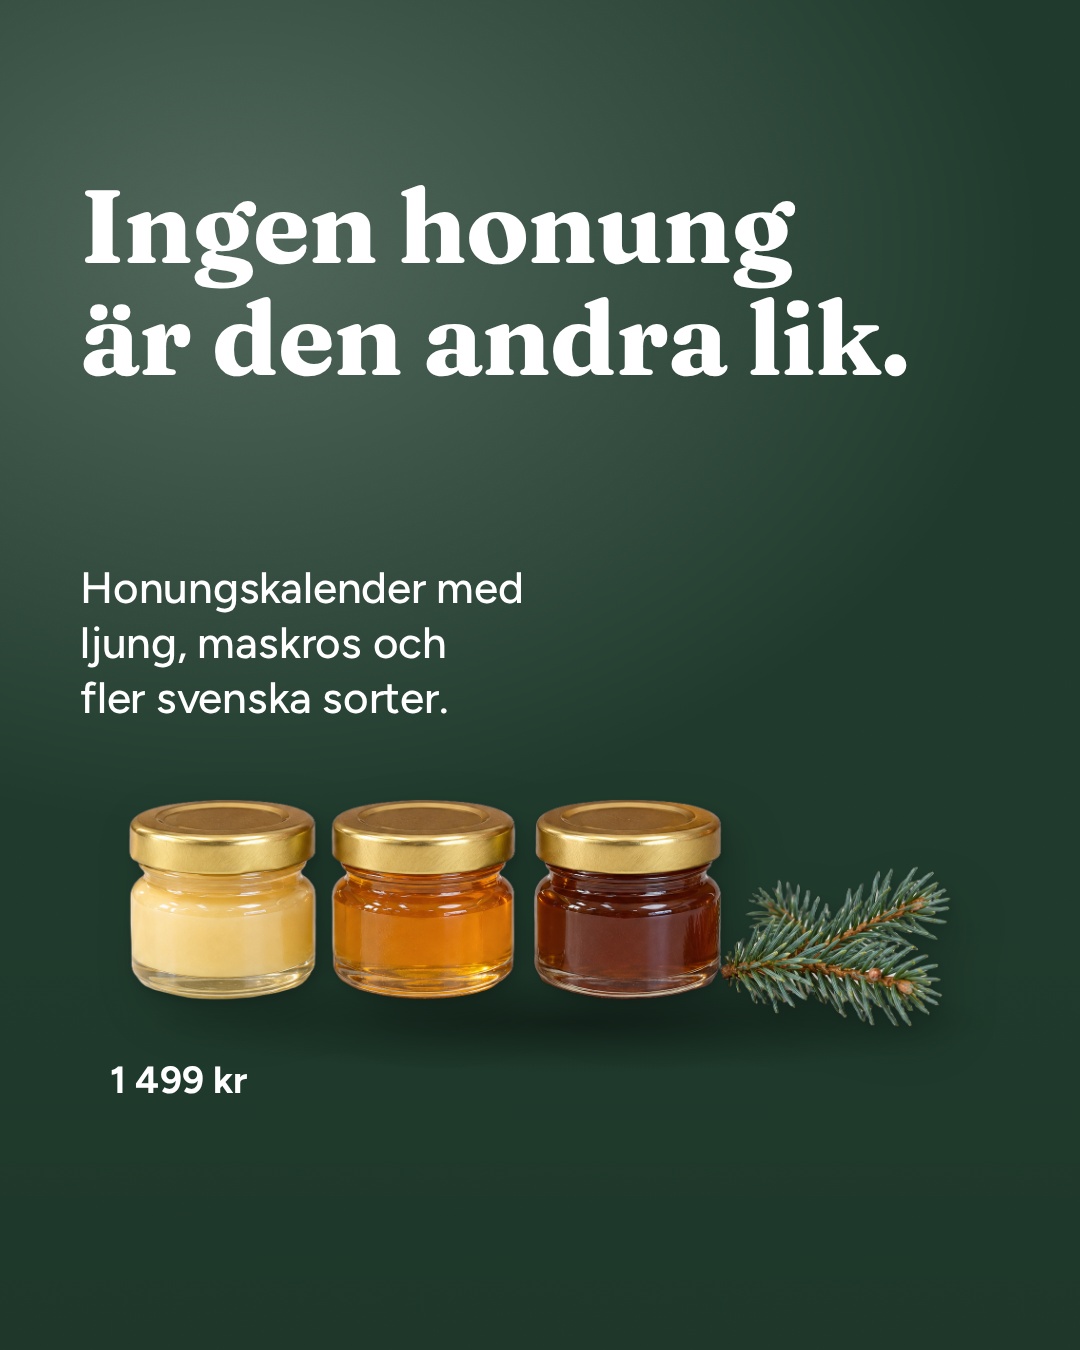 Ingen honung
är den andra lik.
Honungskalender med
ljung, maskros och
fler svenska sorter.
1 499 kr